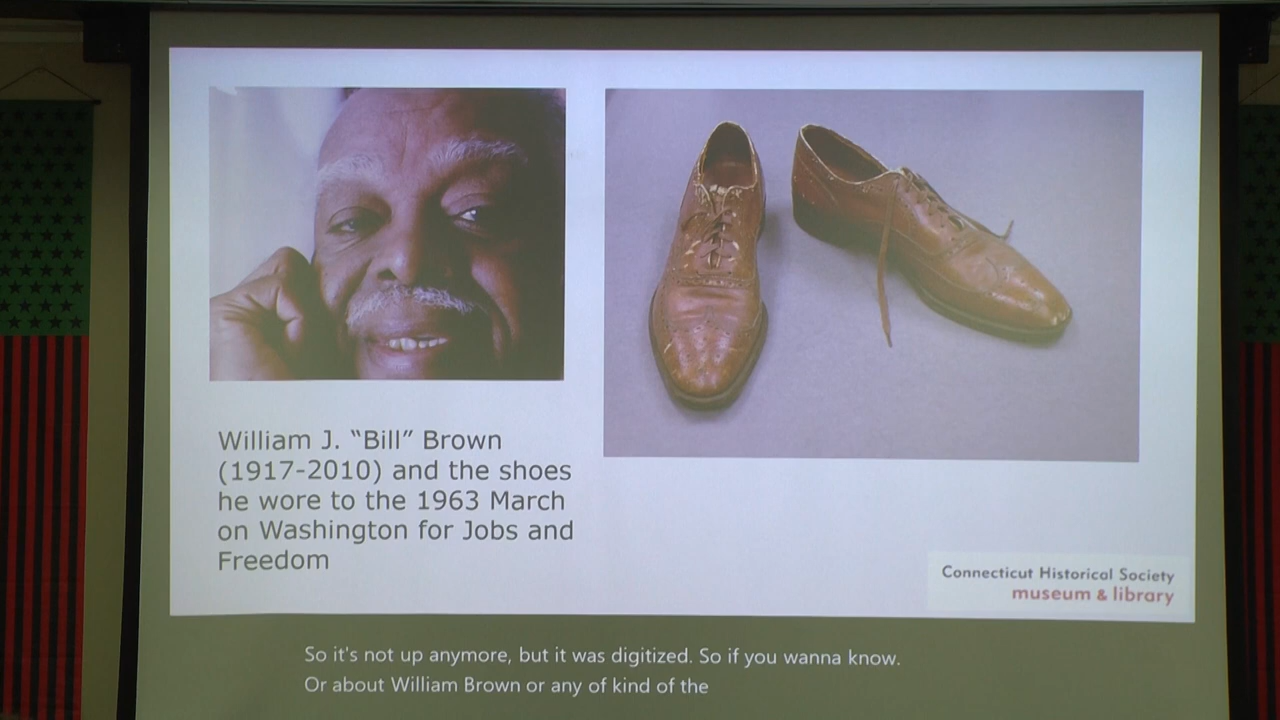 William J. “Bill” Brown
(1917-2010) and the shoes
he wore to the 1963 March
on Washington for Jobs and
Freedom
Connecticut Historical Society
museum & library
So it's not up anymore, but it was digitized. So if you wanna know.
Or about William Brown or any of kind of the